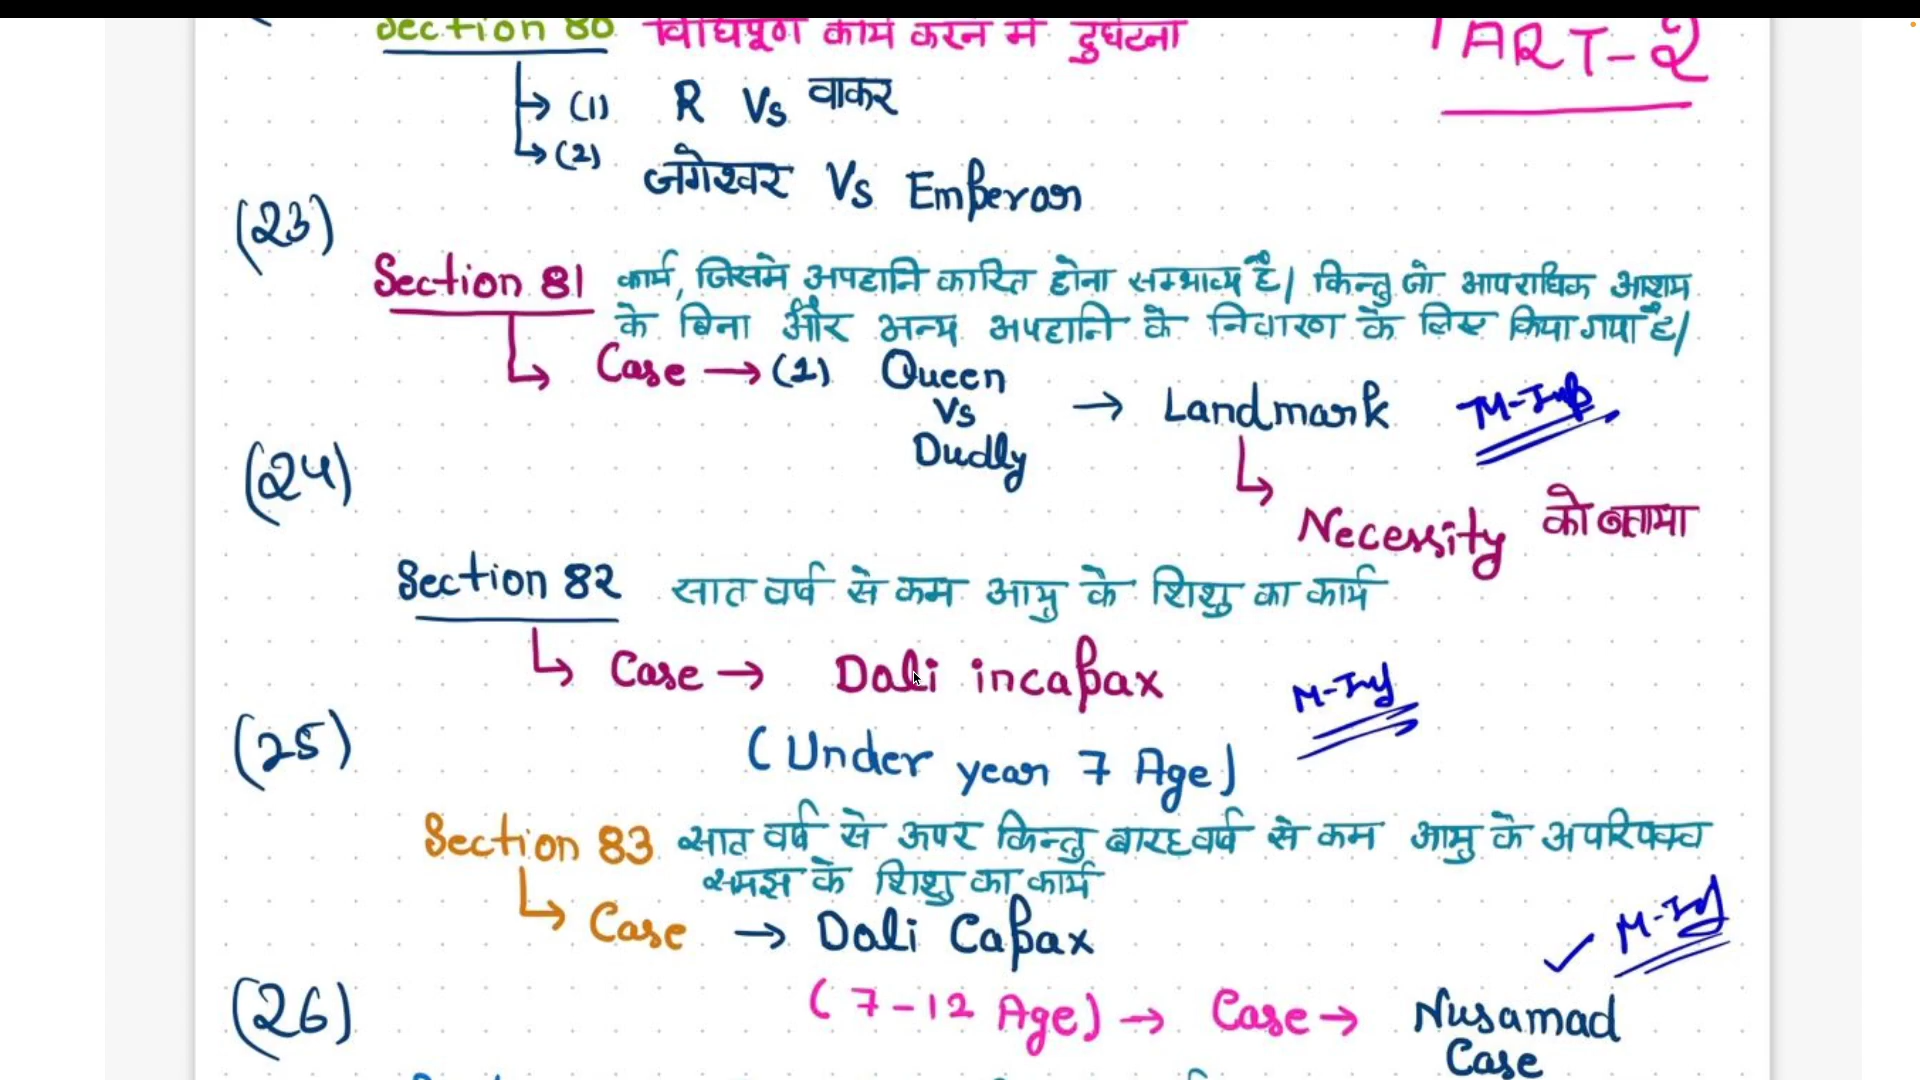 Section 80 विधिपूर्ण कार्य करने में दुर्घटना
PART-2
→ (1) R Vs वाकर
→ (2) जगेश्वर Vs Emperor
(23)
Section 81 कार्य, जिससे अपहानि कारित होना सम्भाव्य है। किन्तु जो आपराधिक आशय
के बिना और अन्य अपहानि के निवारण के लिए किया गया है।
→ Case → (1) Queen
Vs
Dudly
→ Landmark M-Imp
→ Necessity को बताया
(24)
Section 82 सात वर्ष से कम आयु के शिशु का कार्य
→ Case → Doli incapax
M-Imp
(Under year 7 Age)
(25)
Section 83 सात वर्ष से ऊपर किन्तु बारह वर्ष से कम आयु के अपरिपक्व
समझ के शिशु का कार्य
→ Case → Doli Capax
✓ M-Imp
(7-12 Age) → Case → Nusamad
Case
(26)